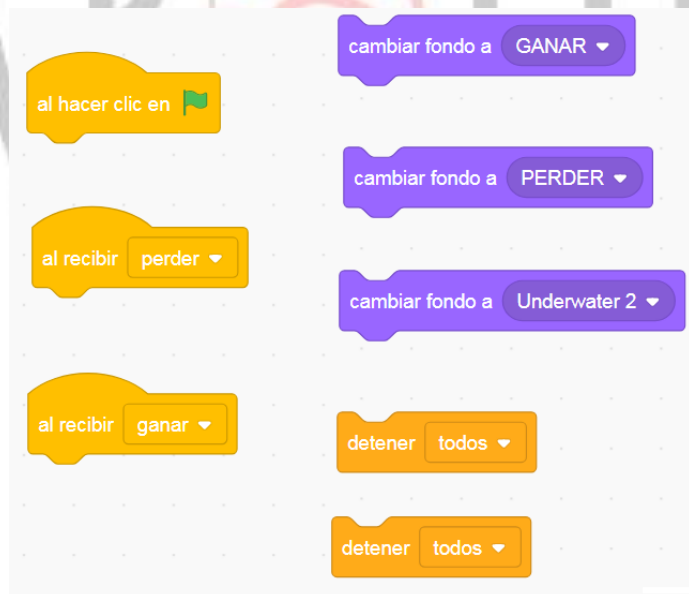 al hacer clic en
al recibir perder
al recibir ganar
cambiar fondo a GANAR
cambiar fondo a PERDER
cambiar fondo a Underwater 2
detener todos
detener todos